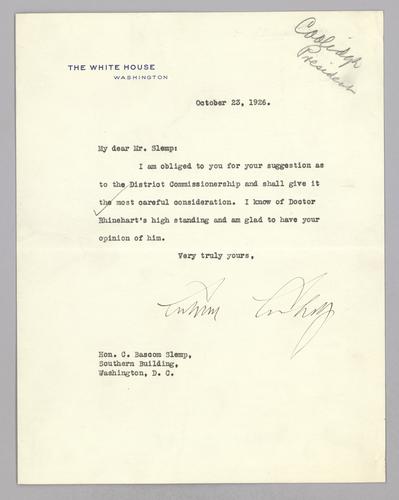 THE WHITE HOUSE
WASHINGTON
Coolidge
President
October 23, 1926.
My dear Mr. Slemp:
I am obliged to you for your suggestion as
to the District Commissionership and shall give it
the most careful consideration. I know of Doctor
Rhinehart's high standing and am glad to have your
opinion of him.
Very truly yours,
Calvin Coolidge
Hon. C. Bascom Slemp,
Southern Building,
Washington, D. C.